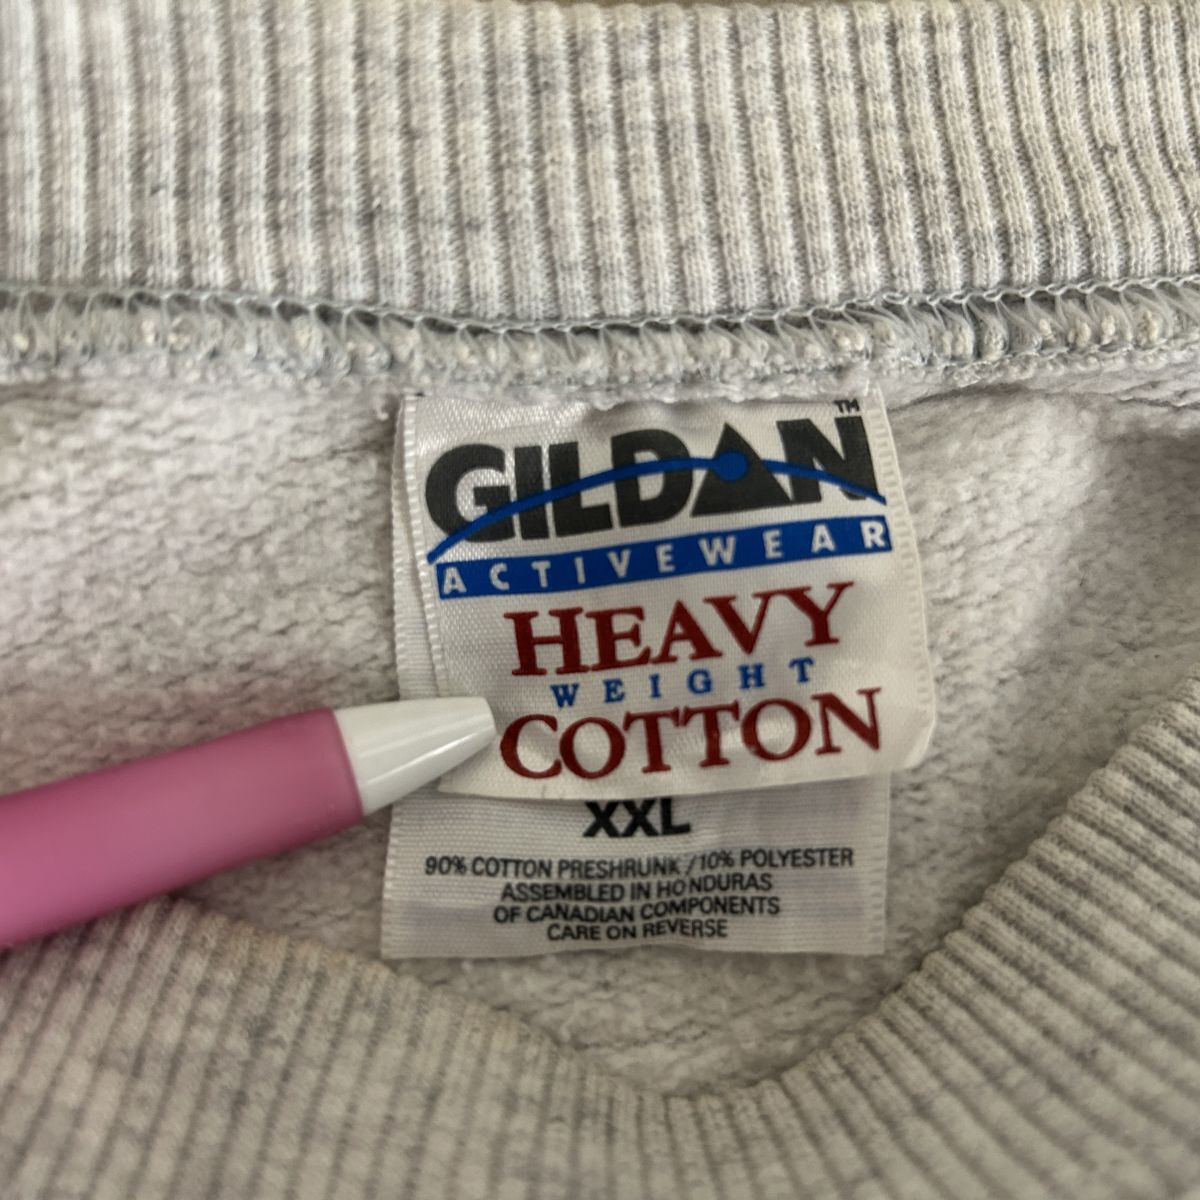 GILDAN™
ACTIVEWEAR
HEAVY
WEIGHT
COTTON
XXL
90% COTTON PRESHRUNK /10% POLYESTER
ASSEMBLED IN HONDURAS
OF CANADIAN COMPONENTS
CARE ON REVERSE